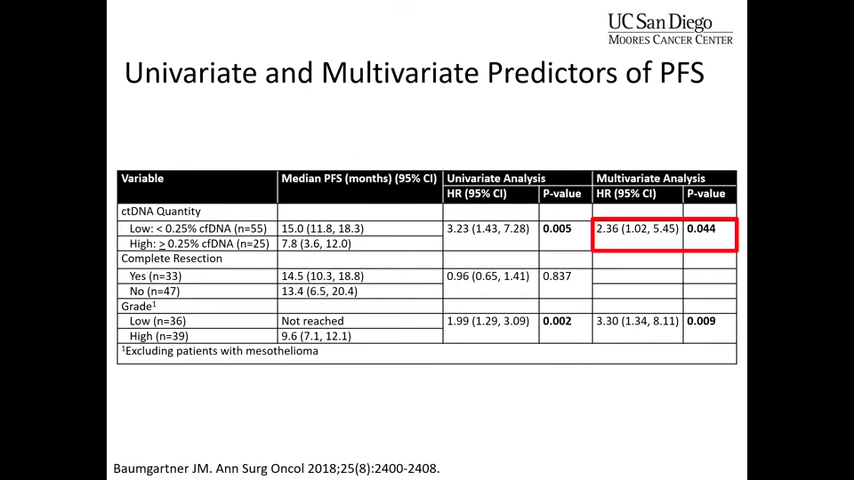 UC San Diego
MOORES CANCER CENTER
Univariate and Multivariate Predictors of PFS
Variable Median PFS (months) (95% CI) Univariate Analysis Multivariate Analysis
HR (95% CI) P-value HR (95% CI) P-value
ctDNA Quantity
Low: < 0.25% cfDNA (n=55) 15.0 (11.8, 18.3) 3.23 (1.43, 7.28) 0.005 2.36 (1.02, 5.45) 0.044
High: ≥ 0.25% cfDNA (n=25) 7.8 (3.6, 12.0)
Complete Resection
Yes (n=33) 14.5 (10.3, 18.8) 0.96 (0.65, 1.41) 0.837
No (n=47) 13.4 (6.5, 20.4)
Grade¹
Low (n=36) Not reached 1.99 (1.29, 3.09) 0.002 3.30 (1.34, 8.11) 0.009
High (n=39) 9.6 (7.1, 12.1)
¹Excluding patients with mesothelioma
Baumgartner JM. Ann Surg Oncol 2018;25(8):2400-2408.